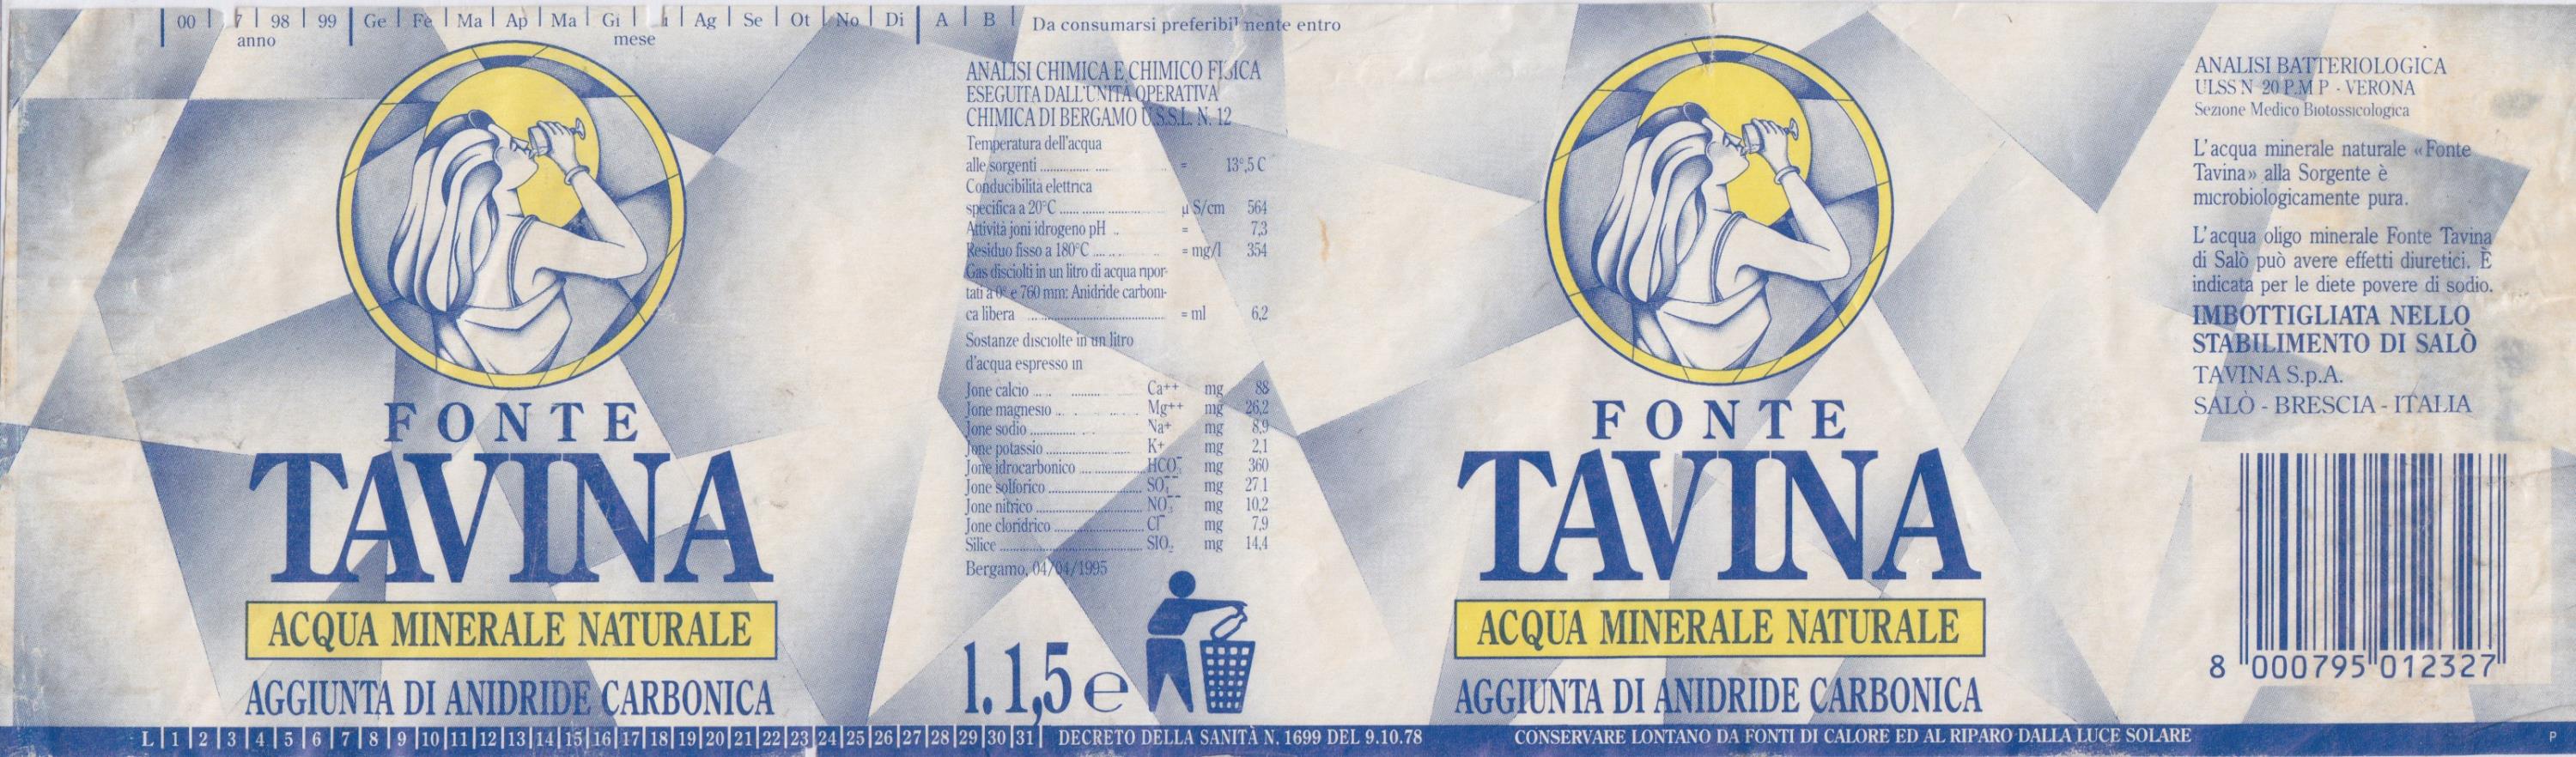 00 | 7 | 98 | 99 | Ge | Fe | Ma | Ap | Ma | Gi | | Ag | Se | Ot | No | Di | A | B | Da consumarsi preferibilmente entro
anno mese
FONTE
TAVINA
ACQUA MINERALE NATURALE
AGGIUNTA DI ANIDRIDE CARBONICA
ANALISI CHIMICA E CHIMICO FISICA
ESEGUITA DALL'UNITÀ OPERATIVA
CHIMICA DI BERGAMO U.S.S.L. N. 12
Temperatura dell'acqua
alle sorgenti = 13°,5 C
Conducibilità elettrica
specifica a 20°C µ S/cm 564
Attività joni idrogeno pH = 7,3
Residuo fisso a 180°C = mg/l 354
Gas disciolti in un litro di acqua ripor-
tati a 0° e 760 mm: Anidride carboni-
ca libera = ml 6,2
Sostanze disciolte in un litro
d'acqua espresso in
Jone calcio Ca++ mg 88
Jone magnesio Mg++ mg 26,2
Jone sodio Na+ mg 8,9
Jone potassio K+ mg 2,1
Jone idrocarbonico HCO3- mg 360
Jone solforico SO4-- mg 27,1
Jone nitrico NO3- mg 10,2
Jone cloridrico Cl- mg 7,9
Silice SIO2 mg 14,4
Bergamo, 04/04/1995
l. 1,5 e
FONTE
TAVINA
ACQUA MINERALE NATURALE
AGGIUNTA DI ANIDRIDE CARBONICA
ANALISI BATTERIOLOGICA
ULSS N 20 P.M P - VERONA
Sezione Medico Biotossicologica
L'acqua minerale naturale «Fonte
Tavina» alla Sorgente è
microbiologicamente pura.
L'acqua oligo minerale Fonte Tavina
di Salò può avere effetti diuretici. È
indicata per le diete povere di sodio.
IMBOTTIGLIATA NELLO
STABILIMENTO DI SALÒ
TAVINA S.p.A.
SALÒ - BRESCIA - ITALIA
8 000795 012327
L | 1 | 2 | 3 | 4 | 5 | 6 | 7 | 8 | 9 | 10 | 11 | 12 | 13 | 14 | 15 | 16 | 17 | 18 | 19 | 20 | 21 | 22 | 23 | 24 | 25 | 26 | 27 | 28 | 29 | 30 | 31 | DECRETO DELLA SANITÀ N. 1699 DEL 9.10.78 CONSERVARE LONTANO DA FONTI DI CALORE ED AL RIPARO DALLA LUCE SOLARE P